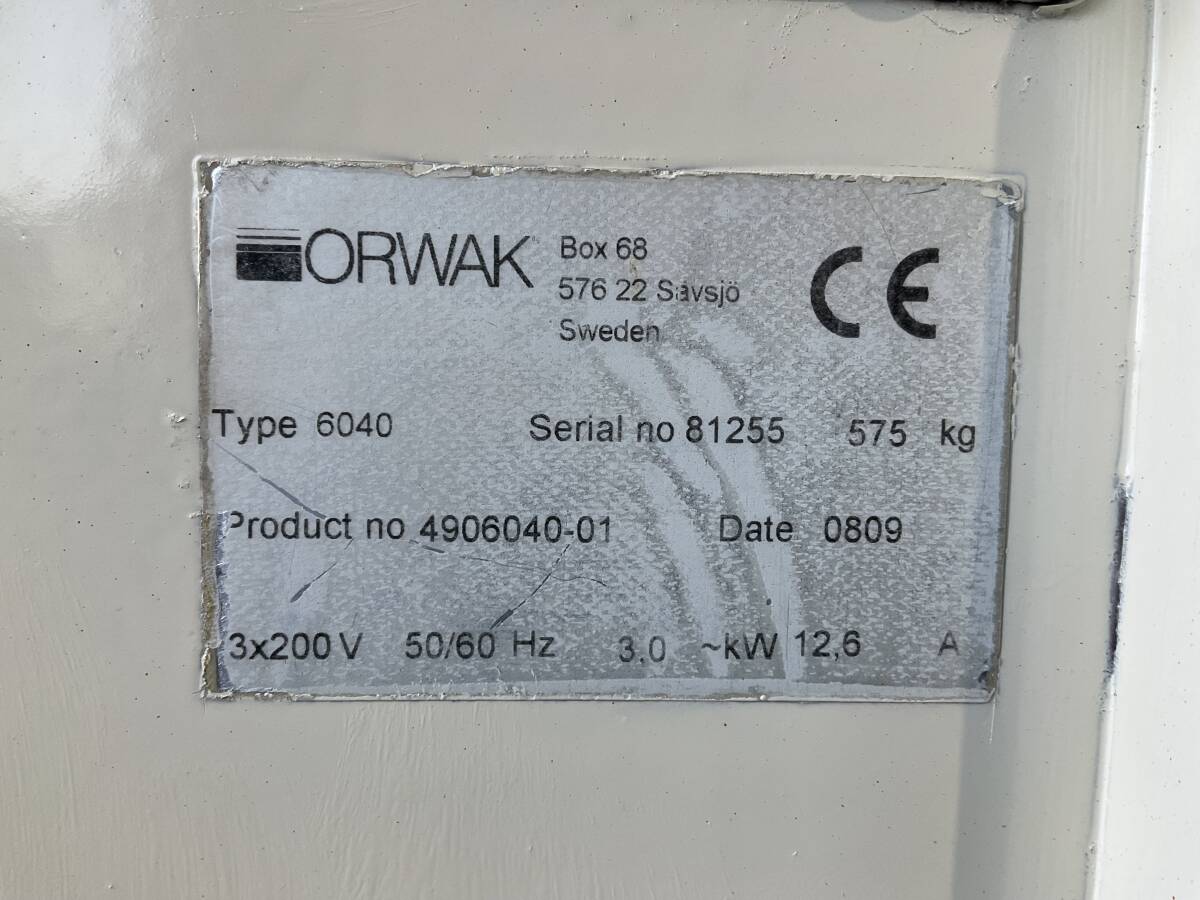 ORWAK
Box 68
576 22 Sävsjö
Sweden
CE
Type 6040 Serial no 81255 575 kg
Product no 4906040-01 Date 0809
3x200 V 50/60 Hz 3,0 ~kW 12,6 A